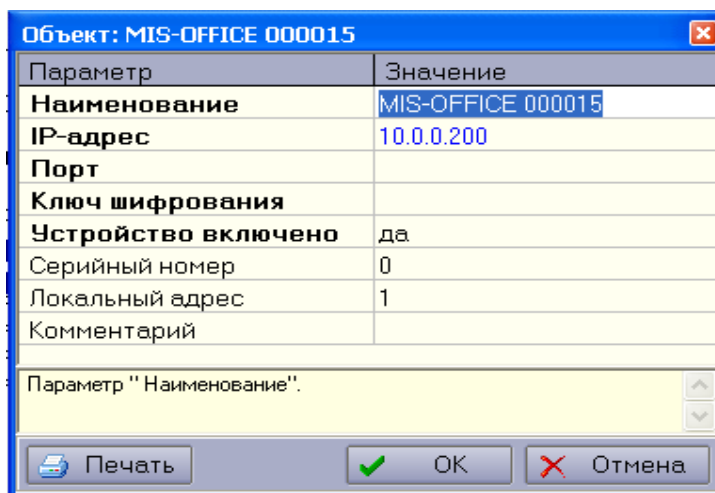 Объект: MIS-OFFICE 000015
Параметр Значение
Наименование MIS-OFFICE 000015
IP-адрес 10.0.0.200
Порт
Ключ шифрования
Устройство включено да
Серийный номер 0
Локальный адрес 1
Комментарий
Параметр " Наименование".
Печать OK Отмена